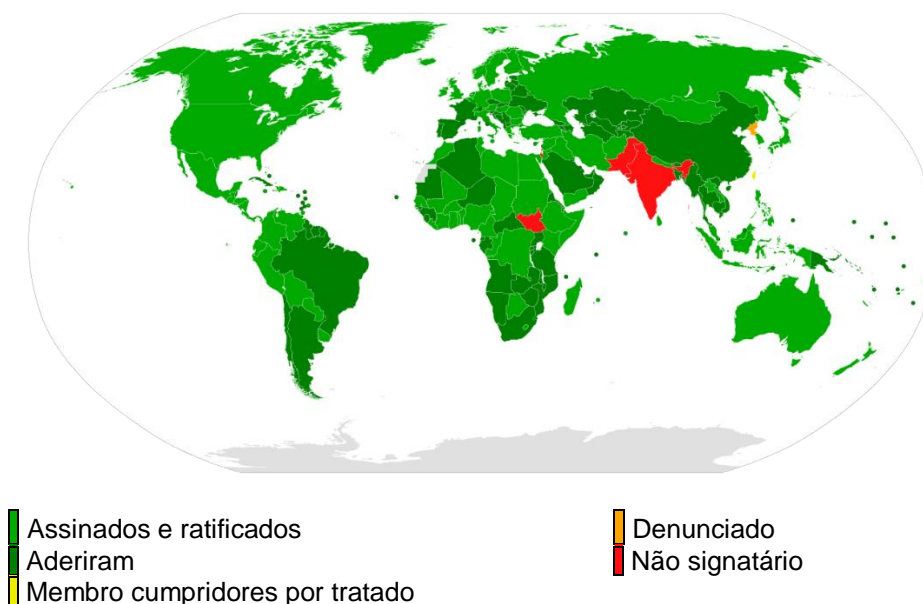 Assinados e ratificados
Aderiram
Membro cumpridores por tratado
Denunciado
Não signatário